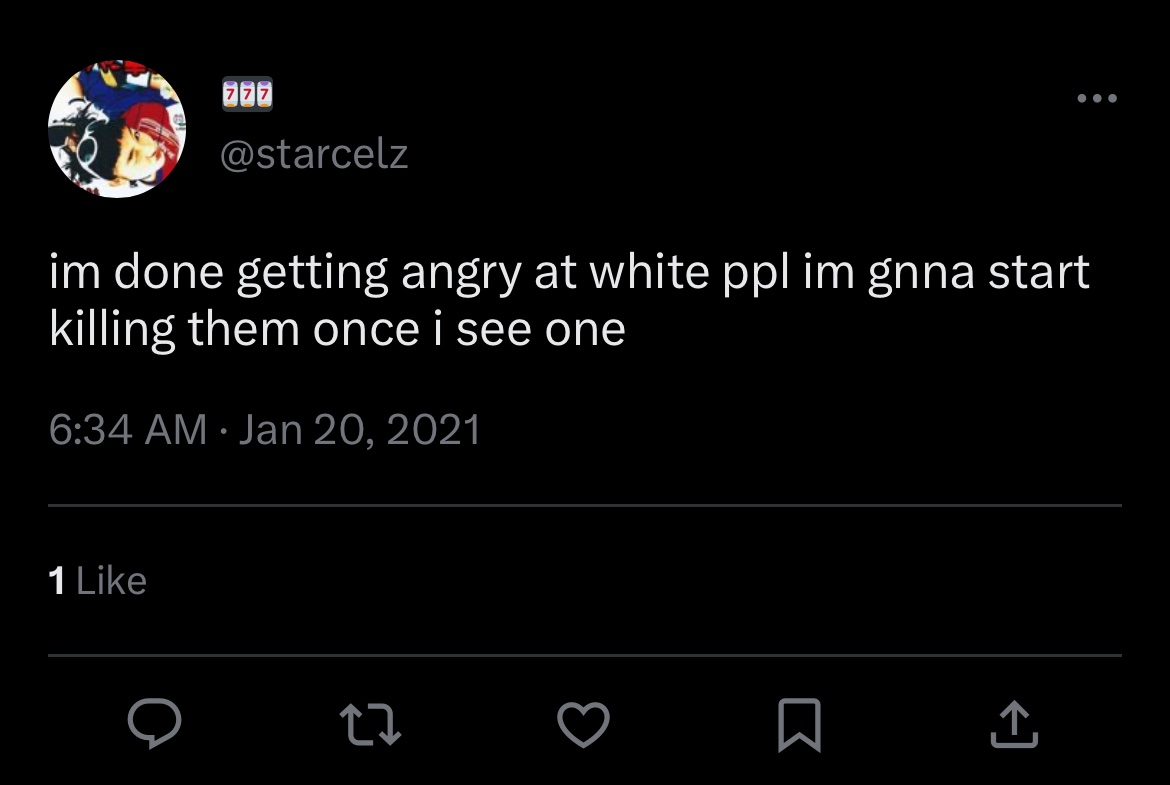 777
@starcelz
im done getting angry at white ppl im gnna start
killing them once i see one
6:34 AM · Jan 20, 2021
1 Like